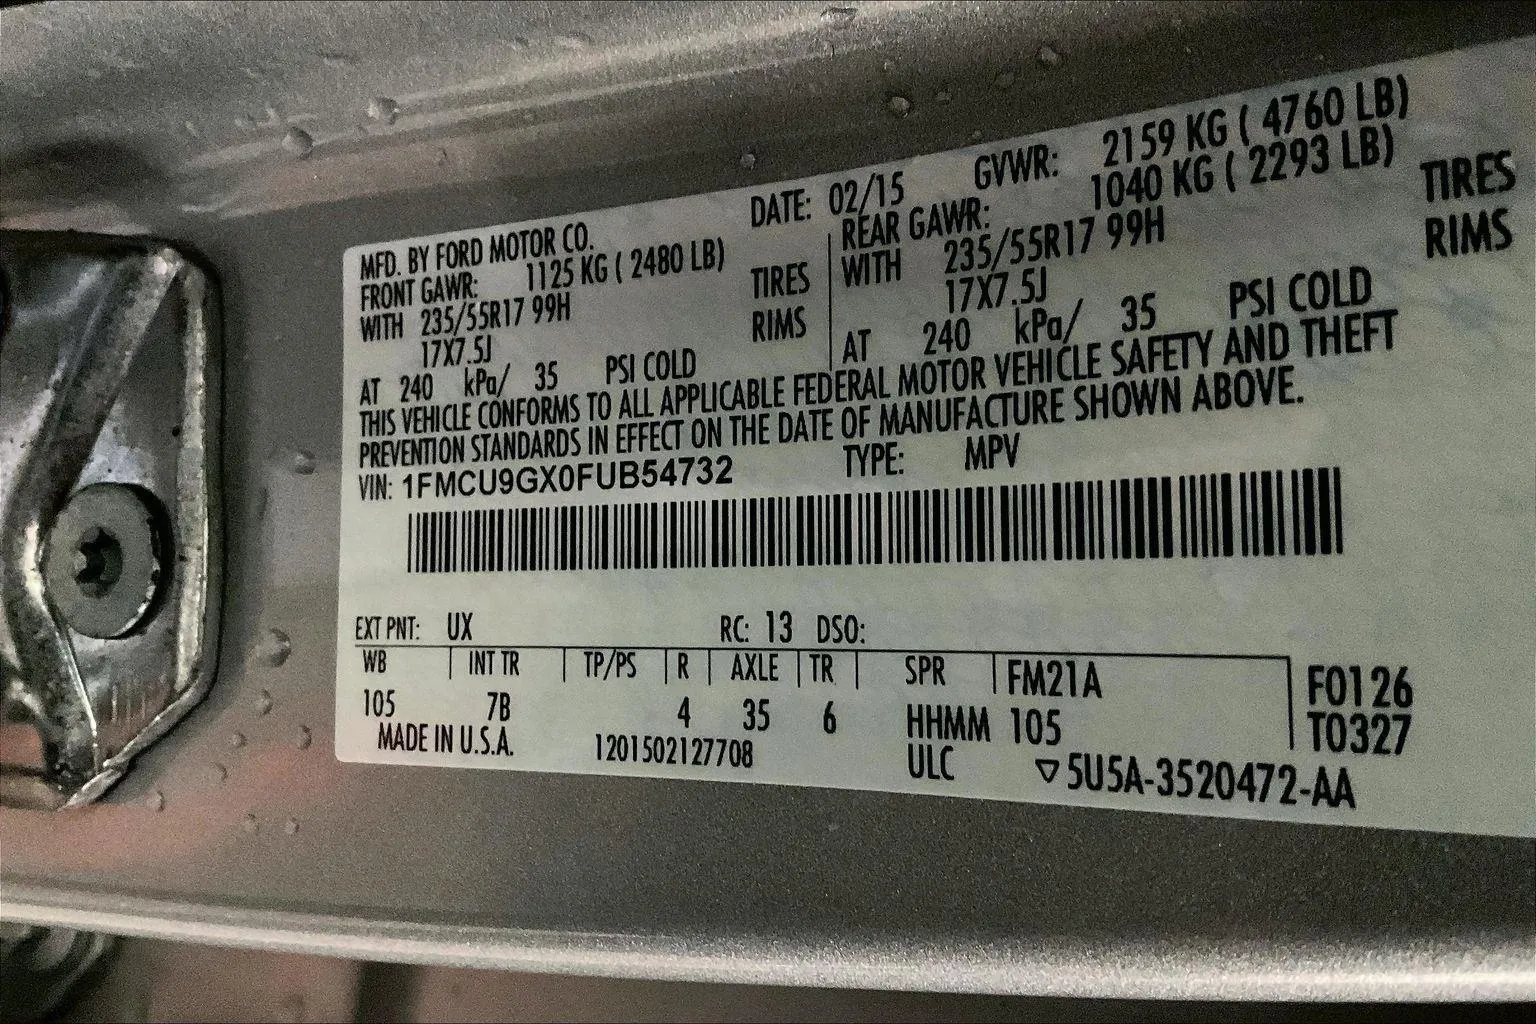 MFD. BY FORD MOTOR CO. DATE: 02/15 GVWR: 2159 KG ( 4760 LB)
FRONT GAWR: 1125 KG ( 2480 LB) REAR GAWR: 1040 KG ( 2293 LB)
WITH 235/55R17 99H TIRES WITH 235/55R17 99H TIRES
17X7.5J RIMS 17X7.5J RIMS
AT 240 kPa/ 35 PSI COLD AT 240 kPa/ 35 PSI COLD
THIS VEHICLE CONFORMS TO ALL APPLICABLE FEDERAL MOTOR VEHICLE SAFETY AND THEFT
PREVENTION STANDARDS IN EFFECT ON THE DATE OF MANUFACTURE SHOWN ABOVE.
VIN: 1FMCU9GX0FUB54732 TYPE: MPV
EXT PNT: UX RC: 13 DSO:
WB INT TR TP/PS R AXLE TR SPR FM21A F0126
105 7B 4 35 6 HHMM 105 T0327
MADE IN U.S.A. 1201502127708 ULC ▽5U5A-3520472-AA